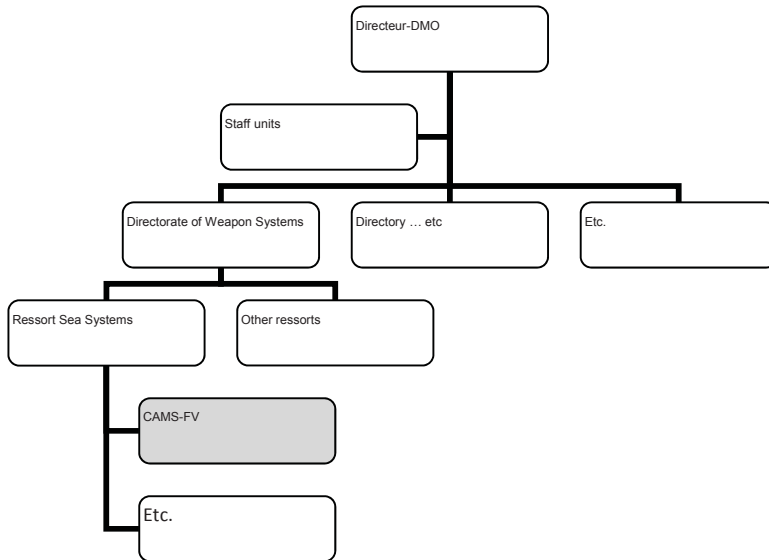 Directeur-DMO
Staff units
Directorate of Weapon Systems
Directory … etc
Etc.
Ressort Sea Systems
Other ressorts
CAMS-FV
Etc.